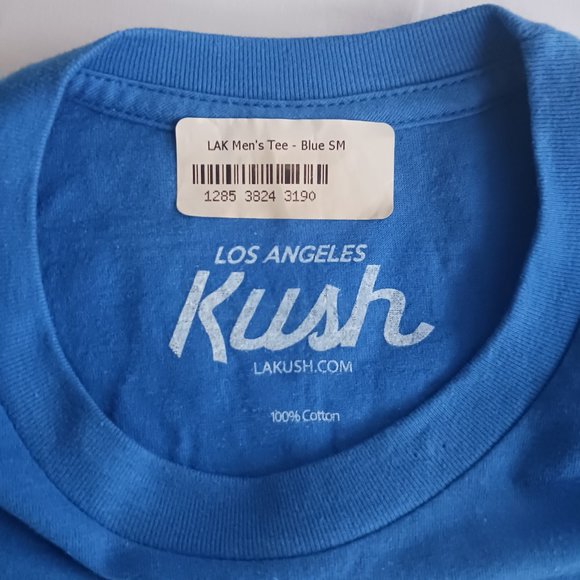 LAK Men's Tee - Blue SM
1285 3824 3190
LOS ANGELES
Kush
LAKUSH.COM
100% Cotton